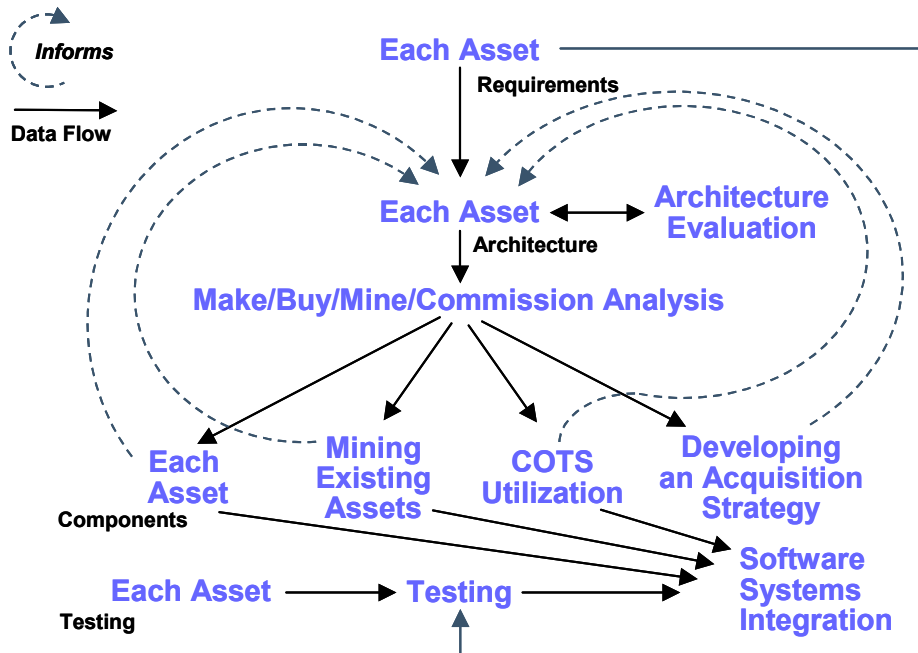 Informs
Each Asset
Requirements
Data Flow
Each Asset
Architecture
Evaluation
Architecture
Make/Buy/Mine/Commission Analysis
Each
Asset
Components
Mining
Existing
Assets
COTS
Utilization
Developing
an Acquisition
Strategy
Software
Systems
Integration
Each Asset
Testing
Testing